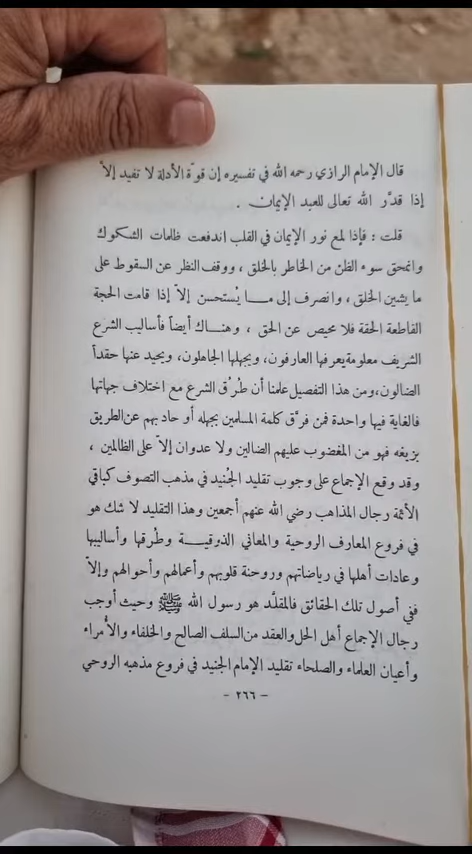 قال الإمام الرازي رحمه الله في تفسيره إن قوة الأدلة لا تفيد إلاّ
إذا قدّر الله تعالى للعبد الإيمان .
قلت : فإذا لمع نور الإيمان في القلب اندفعت ظلمات الشكوك
وانمحق سوء الظن من الخاطر بالخلق ، ووقف النظر عن السقوط على
ما يشين الخلق ، وانصرف إلى مـا يُستحسن إلاّ إذا قامت الحجة
القاطعة الحقة فلا محيص عن الحق ، وهنـاك أيضاً فأساليب الشرع
الشريف معلومة يعرفها العارفون، ويجهلها الجاهلون، ويحيد عنها حقداً
الضالون، ومن هذا التفصيل علمنا أن طُرُق الشرع مع اختلاف جهاتها
فالغاية فيها واحدة فمن فرّق كلمة المسلمين بجهله أو حاد بهم عن الطريق
بزيغه فهو من المغضوب عليهم الضالين ولا عدوان إلاّ على الظالمين ،
وقد وقع الإجماع على وجوب تقليد الجُنيد في مذهب التصوف كباقي
الأئمة رجال المذاهب رضي الله عنهم أجمعين وهذا التقليد لا شك هو
في فروع المعارف الروحية والمعاني الذوقيـة وطُرقها وأساليبها
وعادات أهلها في رياضاتهم وروحنة قلوبهم وأعمالهم وأحوالهم وإلاّ
ففي أصول تلك الحقائق فالمقلَّد هو رسول الله ﷺ وحيث أوجب
رجال الإجماع أهل الحل والعقد من السلف الصالح والخلفاء والأُمراء
وأعيان العلماء والصلحاء تقليد الإمام الجنيد في فروع مذهبه الروحي
- ٢٦٦ -